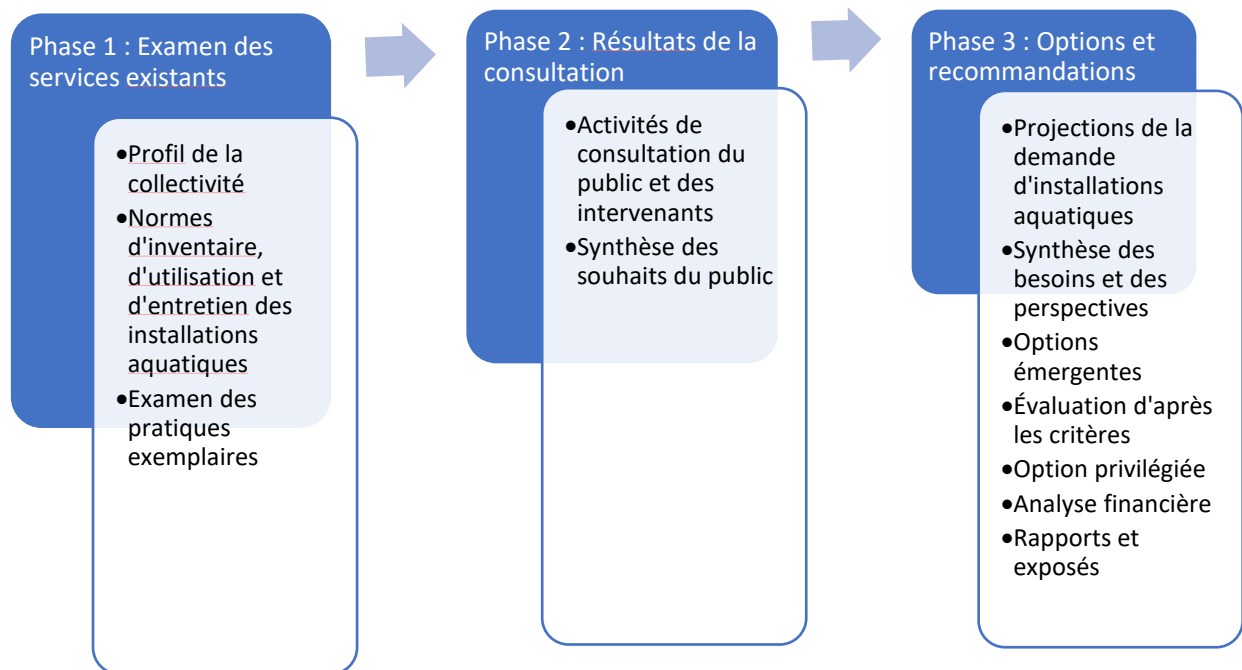 Phase 1 : Examen des
services existants
•Profil de la
collectivité
•Normes
d'inventaire,
d'utilisation et
d'entretien des
installations
aquatiques
•Examen des
pratiques
exemplaires
Phase 2 : Résultats de la
consultation
•Activités de
consultation du
public et des
intervenants
•Synthèse des
souhaits du public
Phase 3 : Options et
recommandations
•Projections de la
demande
d'installations
aquatiques
•Synthèse des
besoins et des
perspectives
•Options
émergentes
•Évaluation d'après
les critères
•Option privilégiée
•Analyse financière
•Rapports et
exposés